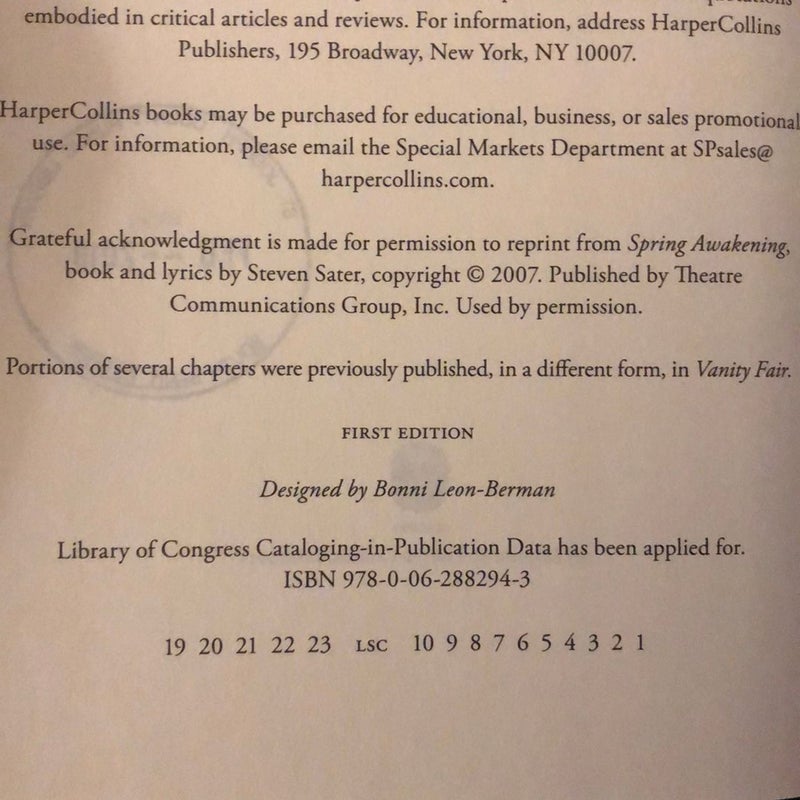 embodied in critical articles and reviews. For information, address HarperCollins
Publishers, 195 Broadway, New York, NY 10007.
HarperCollins books may be purchased for educational, business, or sales promotional
use. For information, please email the Special Markets Department at SPsales@
harpercollins.com.
Grateful acknowledgment is made for permission to reprint from Spring Awakening,
book and lyrics by Steven Sater, copyright © 2007. Published by Theatre
Communications Group, Inc. Used by permission.
Portions of several chapters were previously published, in a different form, in Vanity Fair.
FIRST EDITION
Designed by Bonni Leon-Berman
Library of Congress Cataloging-in-Publication Data has been applied for.
ISBN 978-0-06-288294-3
19 20 21 22 23 LSC 10 9 8 7 6 5 4 3 2 1